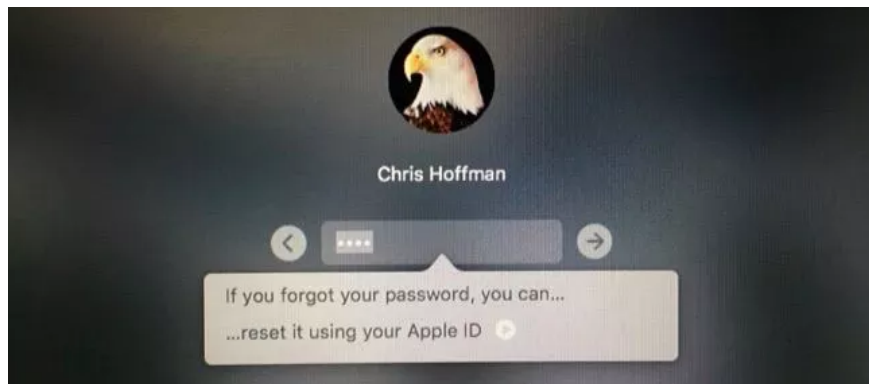 Chris Hoffman
If you forgot your password, you can...
...reset it using your Apple ID